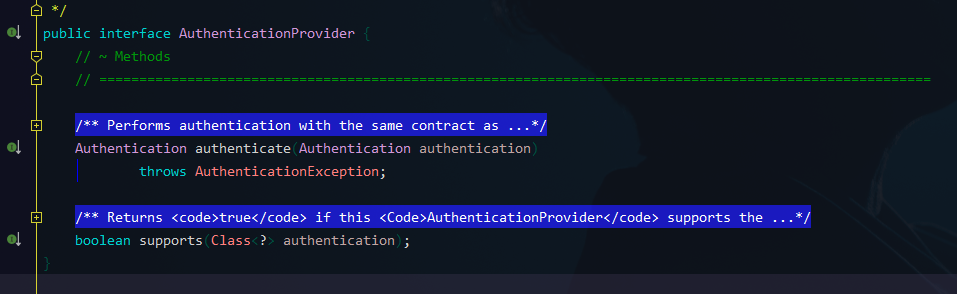 */
public interface AuthenticationProvider {
// ~ Methods
// ========================================================================================================
/** Performs authentication with the same contract as ...*/
Authentication authenticate(Authentication authentication)
throws AuthenticationException;
/** Returns <code>true</code> if this <Code>AuthenticationProvider</code> supports the ...*/
boolean supports(Class<?> authentication);
}